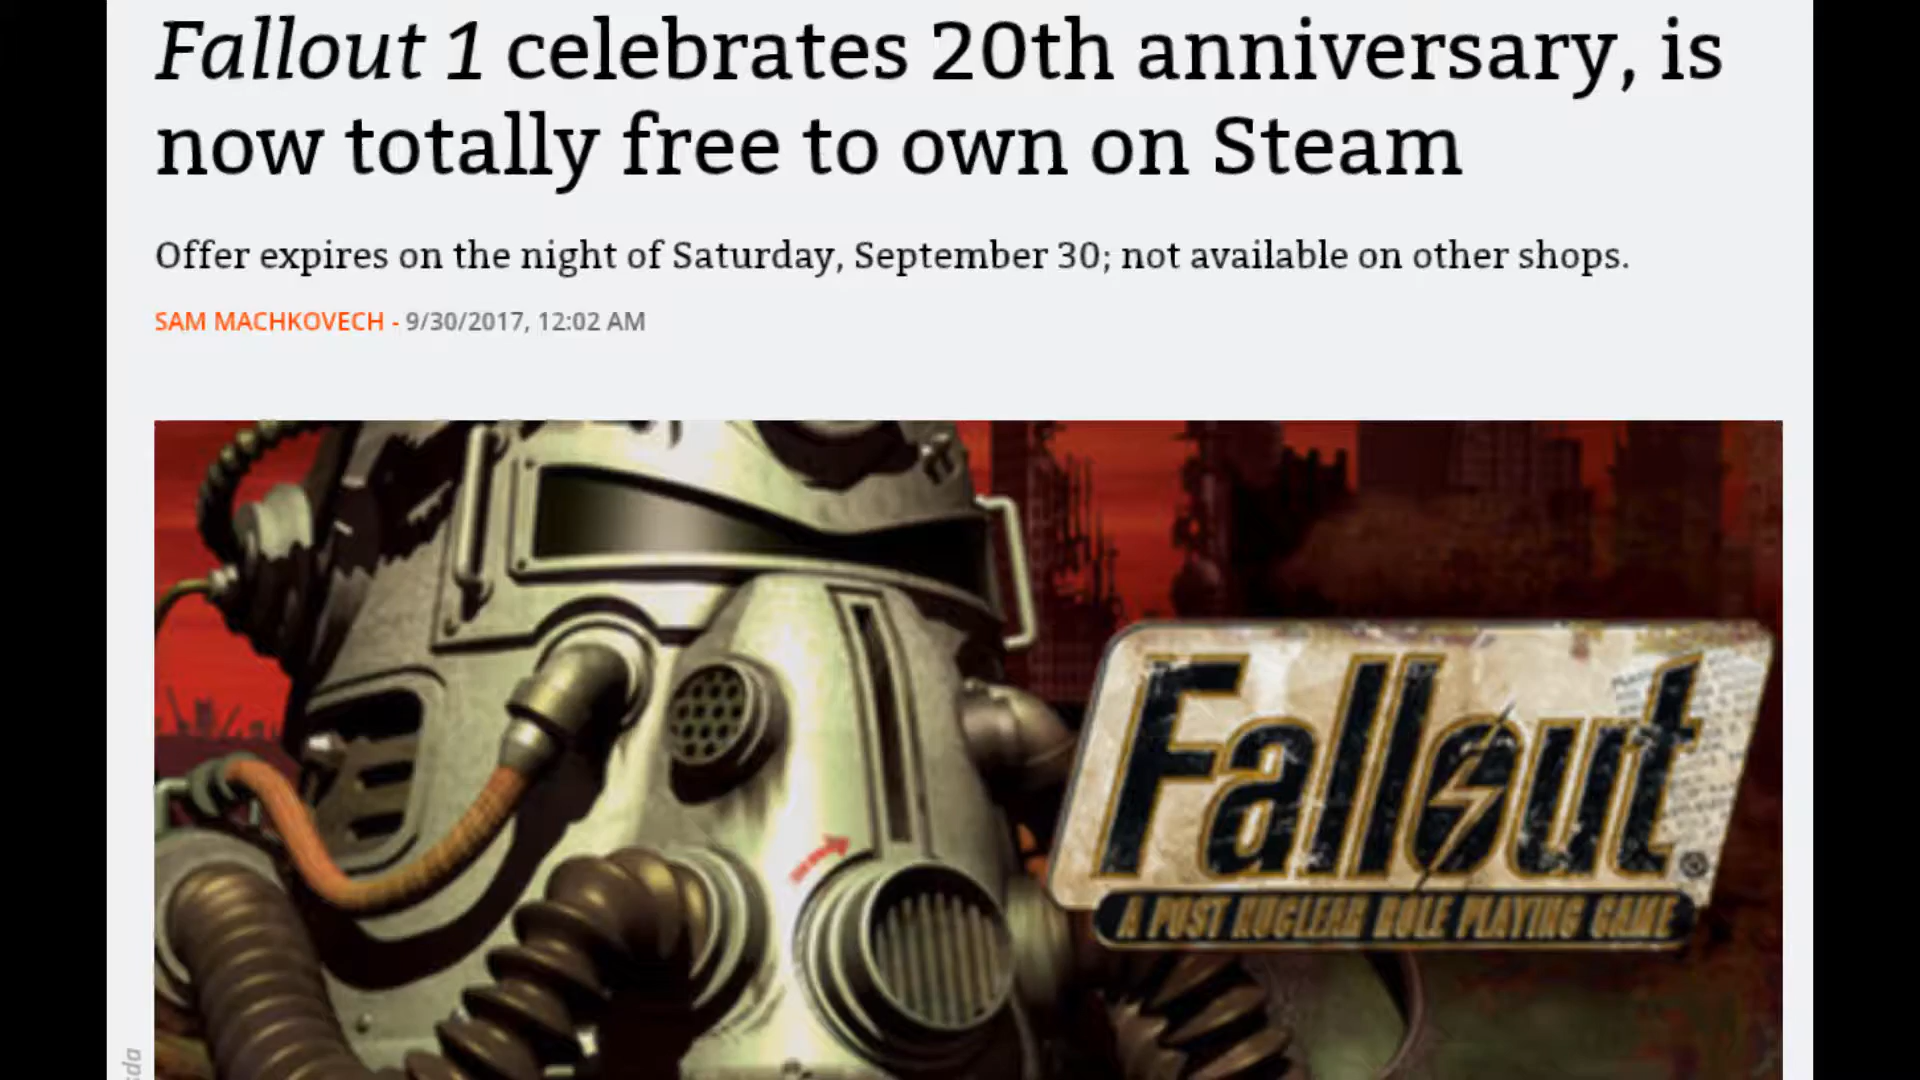 Fallout 1 celebrates 20th anniversary, is
now totally free to own on Steam
Offer expires on the night of Saturday, September 30; not available on other shops.
SAM MACHKOVECH - 9/30/2017, 12:02 AM
Fallout®
A POST NUCLEAR ROLE PLAYING GAME
sda